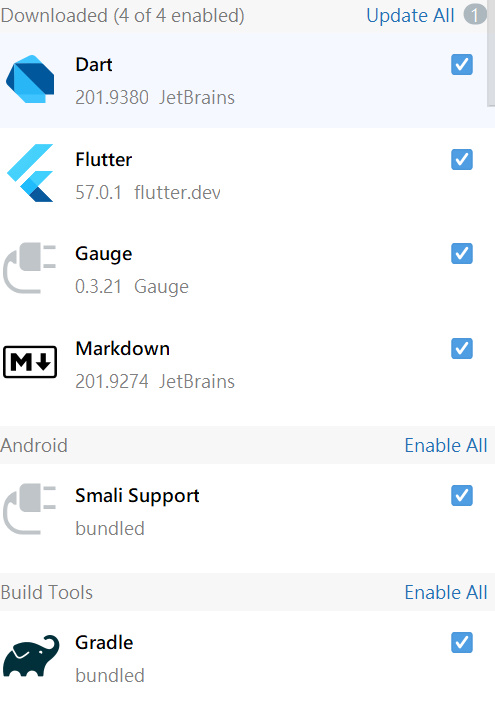 Downloaded (4 of 4 enabled) Update All 1
Dart
201.9380 JetBrains
Flutter
57.0.1 flutter.dev
Gauge
0.3.21 Gauge
M
Markdown
201.9274 JetBrains
Android Enable All
Smali Support
bundled
Build Tools Enable All
Gradle
bundled